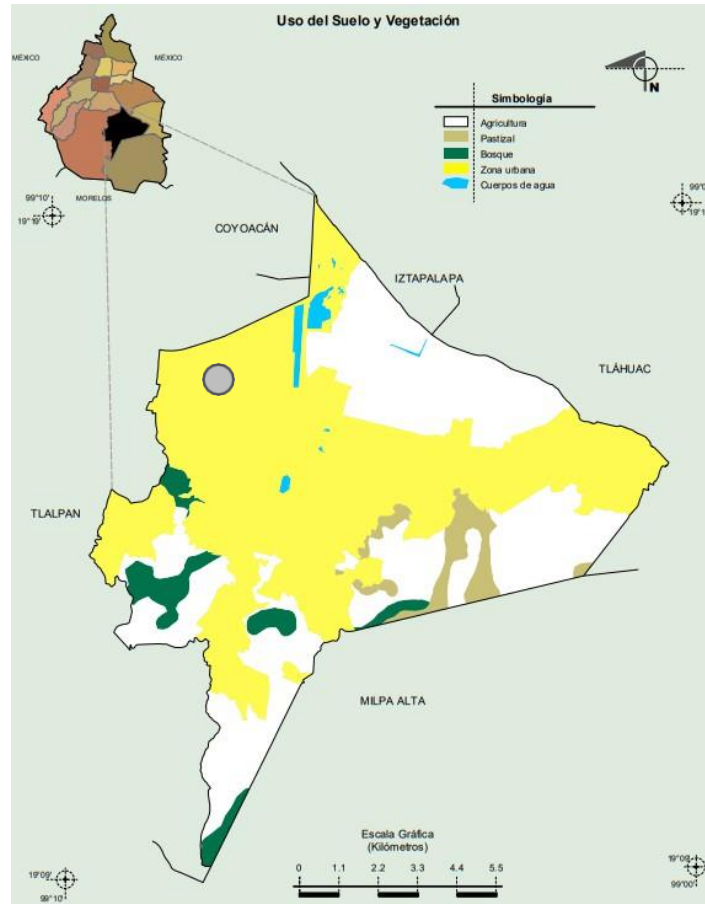 Uso del Suelo y Vegetación
MÉXICO
MÉXICO
MORELOS
N
Simbología
Agricultura
Pastizal
Bosque
Zona urbana
Cuerpos de agua
99°10'
19°19'
COYOACÁN
IZTAPALAPA
TLÁHUAC
TLALPAN
MILPA ALTA
Escala Gráfica
(Kilómetros)
0 1.1 2.2 3.3 4.4 5.5
19°09'
99°10'
19°09'
99°00'